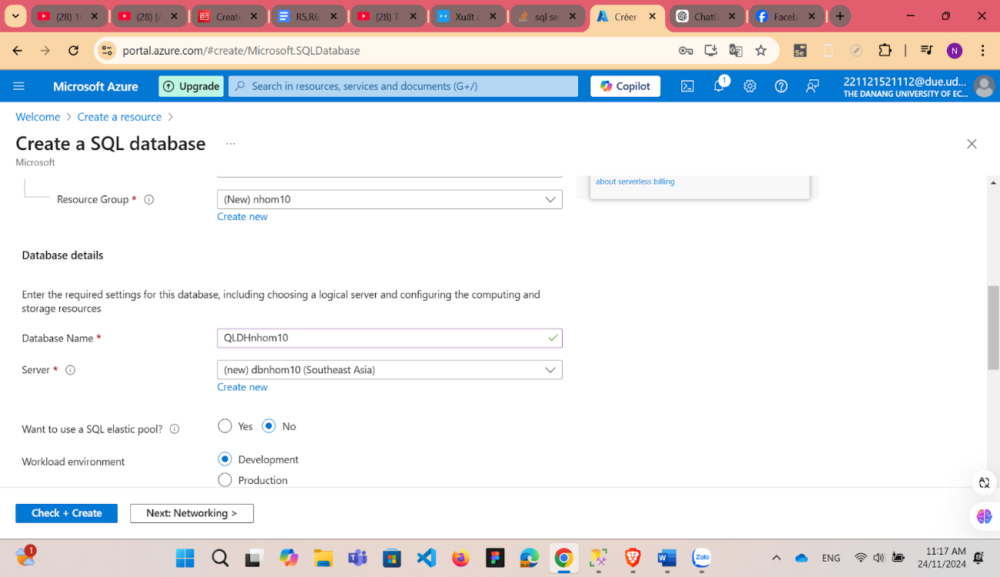 (28) 1
(28) [/
Creat
R5,R6
(28) T
Xuất
sql se
Créer
ChatG
Faceb
portal.azure.com/#create/Microsoft.SQLDatabase
Se
N
Microsoft Azure
Upgrade
Search in resources, services and documents (G+/)
Copilot
1
221121521112@due.ud...
THE DANANG UNIVERSITY OF EC...
Welcome > Create a resource >
Create a SQL database ...
Microsoft
about serverless billing
Resource Group *
(New) nhom10
Create new
Database details
Enter the required settings for this database, including choosing a logical server and configuring the computing and
storage resources
Database Name *
QLDHnhom10
Server *
(new) dbnhom10 (Southeast Asia)
Create new
Want to use a SQL elastic pool?
Yes No
Workload environment
Development
Production
Check + Create
Next: Networking >
1
Zalo
ENG
11:17 AM
24/11/2024